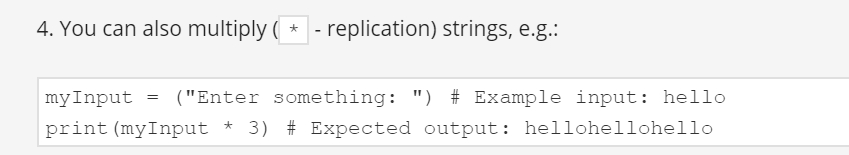 4. You can also multiply ( * - replication) strings, e.g.:
myInput = ("Enter something: ") # Example input: hello
print(myInput * 3) # Expected output: hellohellohello